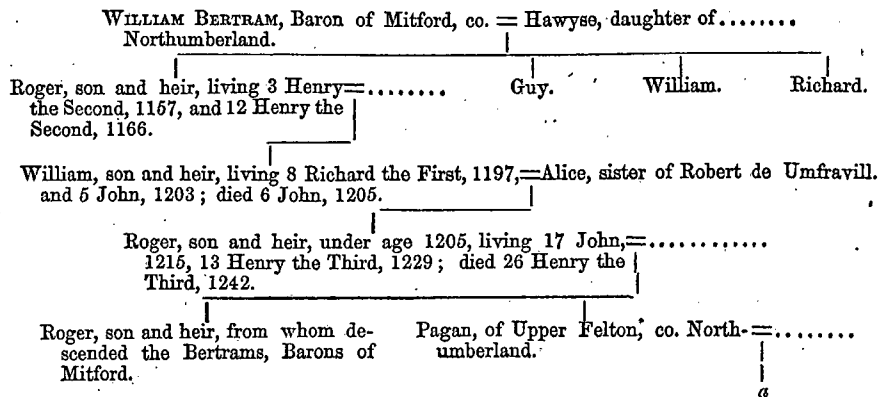 WILLIAM BERTRAM, Baron of Mitford, co. = Hawyse, daughter of........
Northumberland.
Roger, son and heir, living 3 Henry=........
the Second, 1157, and 12 Henry the
Second, 1166.
Guy.
William.
Richard.
William, son and heir, living 8 Richard the First, 1197,=Alice, sister of Robert de Umfravill.
and 5 John, 1203 ; died 6 John, 1205.
Roger, son and heir, under age 1205, living 17 John,=............
1215, 13 Henry the Third, 1229 ; died 26 Henry the
Third, 1242.
Roger, son and heir, from whom de-
scended the Bertrams, Barons of
Mitford.
Pagan, of Upper Felton, co. North-=........
umberland.
a